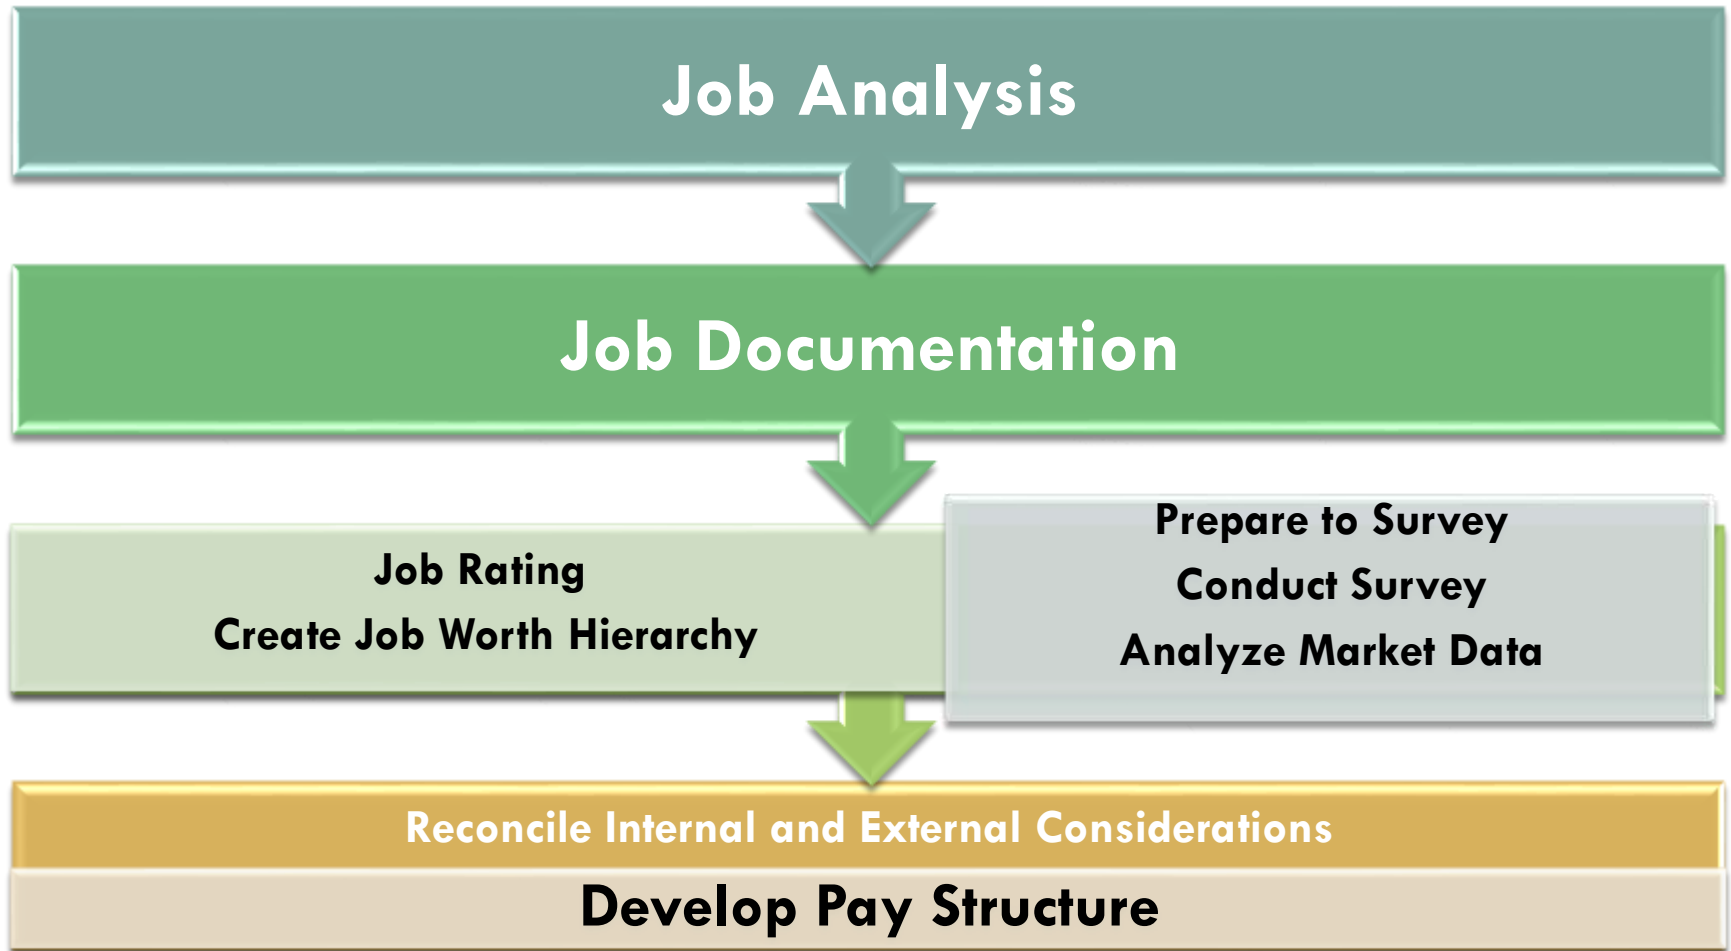 Job Analysis
Job Documentation
Job Rating
Create Job Worth Hierarchy
Prepare to Survey
Conduct Survey
Analyze Market Data
Reconcile Internal and External Considerations
Develop Pay Structure